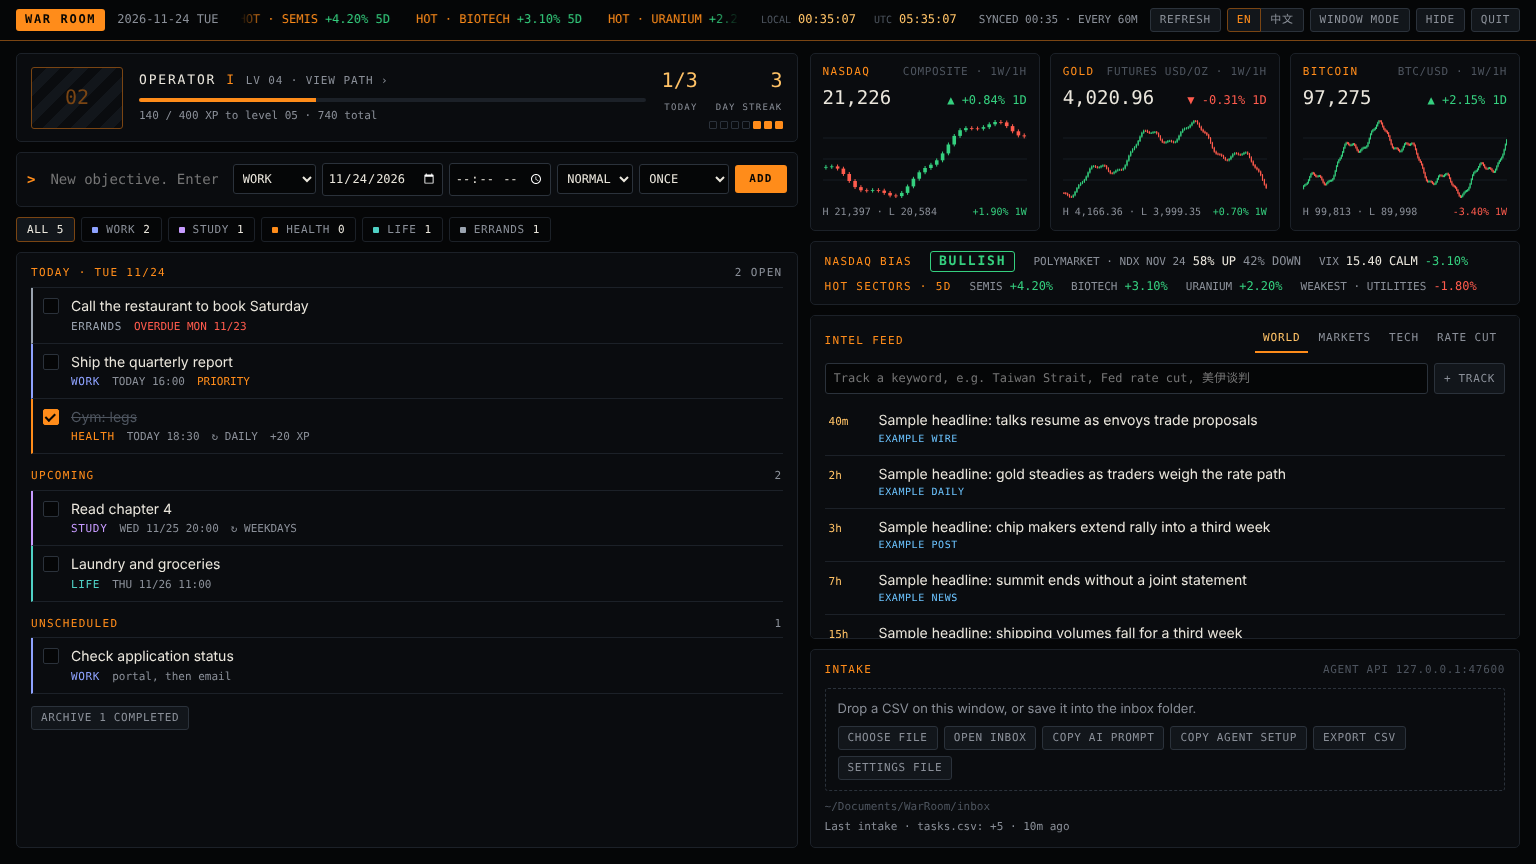 WAR ROOM 2026-11-24 TUE HOT · SEMIS +4.20% 5D HOT · BIOTECH +3.10% 5D HOT · URANIUM +2.2 LOCAL 00:35:07 UTC 05:35:07 SYNCED 00:35 · EVERY 60M REFRESH EN 中文 WINDOW MODE HIDE QUIT
02
OPERATOR I LV 04 · VIEW PATH ›
140 / 400 XP to level 05 · 740 total
1/3 3
TODAY DAY STREAK
> New objective. Enter WORK 11/24/2026 --:-- -- NORMAL ONCE ADD
ALL 5 WORK 2 STUDY 1 HEALTH 0 LIFE 1 ERRANDS 1
TODAY · TUE 11/24 2 OPEN
Call the restaurant to book Saturday
ERRANDS OVERDUE MON 11/23
Ship the quarterly report
WORK TODAY 16:00 PRIORITY
Gym: legs
HEALTH TODAY 18:30 ↻ DAILY +20 XP
UPCOMING 2
Read chapter 4
STUDY WED 11/25 20:00 ↻ WEEKDAYS
Laundry and groceries
LIFE THU 11/26 11:00
UNSCHEDULED 1
Check application status
WORK portal, then email
ARCHIVE 1 COMPLETED
NASDAQ COMPOSITE · 1W/1H
21,226 ▲ +0.84% 1D
H 21,397 · L 20,584 +1.90% 1W
GOLD FUTURES USD/OZ · 1W/1H
4,020.96 ▼ -0.31% 1D
H 4,166.36 · L 3,999.35 +0.70% 1W
BITCOIN BTC/USD · 1W/1H
97,275 ▲ +2.15% 1D
H 99,813 · L 89,998 -3.40% 1W
NASDAQ BIAS BULLISH POLYMARKET · NDX NOV 24 58% UP 42% DOWN VIX 15.40 CALM -3.10%
HOT SECTORS · 5D SEMIS +4.20% BIOTECH +3.10% URANIUM +2.20% WEAKEST · UTILITIES -1.80%
INTEL FEED WORLD MARKETS TECH RATE CUT
Track a keyword, e.g. Taiwan Strait, Fed rate cut, 美伊谈判 + TRACK
40m Sample headline: talks resume as envoys trade proposals
EXAMPLE WIRE
2h Sample headline: gold steadies as traders weigh the rate path
EXAMPLE DAILY
3h Sample headline: chip makers extend rally into a third week
EXAMPLE POST
7h Sample headline: summit ends without a joint statement
EXAMPLE NEWS
15h Sample headline: shipping volumes fall for a third week
INTAKE AGENT API 127.0.0.1:47600
Drop a CSV on this window, or save it into the inbox folder.
CHOOSE FILE OPEN INBOX COPY AI PROMPT COPY AGENT SETUP EXPORT CSV
SETTINGS FILE
~/Documents/WarRoom/inbox
Last intake · tasks.csv: +5 · 10m ago